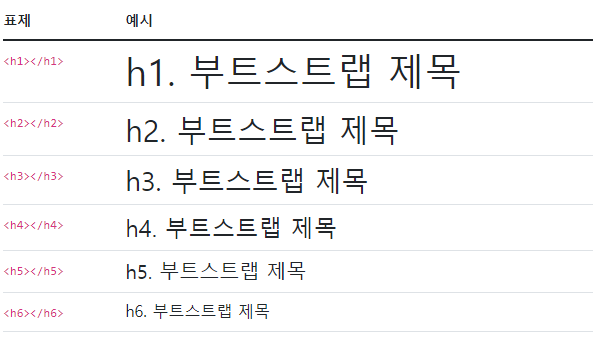 표제 예시
<h1></h1> h1. 부트스트랩 제목
<h2></h2> h2. 부트스트랩 제목
<h3></h3> h3. 부트스트랩 제목
<h4></h4> h4. 부트스트랩 제목
<h5></h5> h5. 부트스트랩 제목
<h6></h6> h6. 부트스트랩 제목